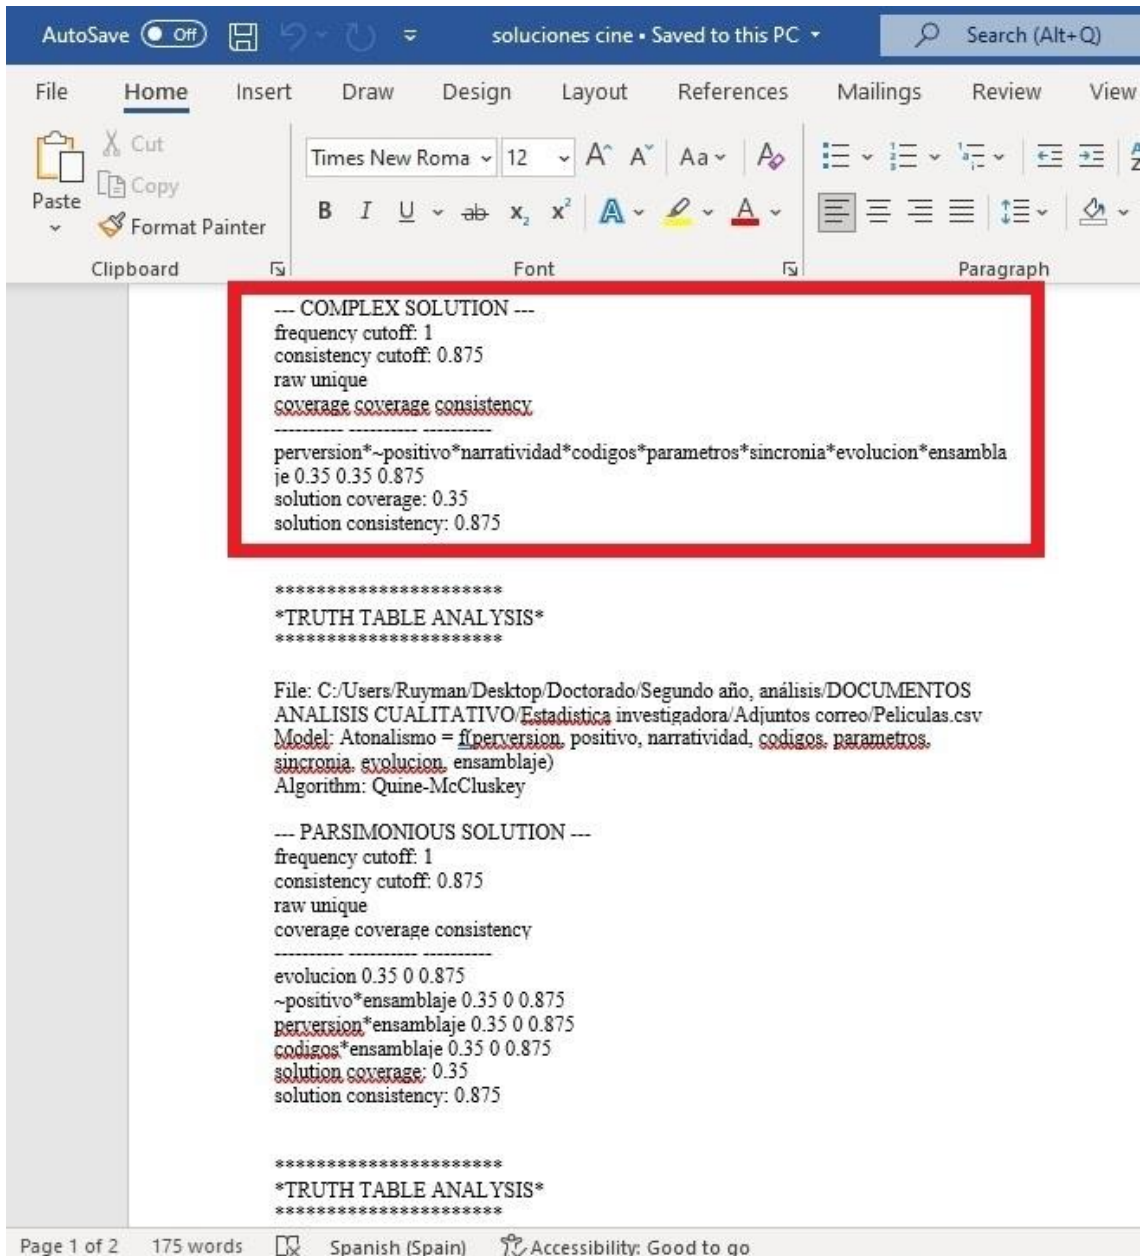 AutoSave Off soluciones cine • Saved to this PC Search (Alt+Q)
File Home Insert Draw Design Layout References Mailings Review View
Cut
Copy
Paste
Format Painter
Times New Roma 12
Clipboard Font Paragraph
--- COMPLEX SOLUTION ---
frequency cutoff: 1
consistency cutoff: 0.875
raw unique
coverage coverage consistency
---------- ---------- ----------
perversion*~positivo*narratividad*codigos*parametros*sincronia*evolucion*ensambla
je 0.35 0.35 0.875
solution coverage: 0.35
solution consistency: 0.875
**********************
*TRUTH TABLE ANALYSIS*
**********************
File: C:/Users/Ruyman/Desktop/Doctorado/Segundo año, análisis/DOCUMENTOS
ANALISIS CUALITATIVO/Estadistica investigadora/Adjuntos correo/Peliculas.csv
Model: Atonalismo = f(perversion, positivo, narratividad, codigos, parametros,
sincronia, evolucion, ensamblaje)
Algorithm: Quine-McCluskey
--- PARSIMONIOUS SOLUTION ---
frequency cutoff: 1
consistency cutoff: 0.875
raw unique
coverage coverage consistency
---------- ---------- ----------
evolucion 0.35 0 0.875
~positivo*ensamblaje 0.35 0 0.875
perversion*ensamblaje 0.35 0 0.875
codigos*ensamblaje 0.35 0 0.875
solution coverage: 0.35
solution consistency: 0.875
**********************
*TRUTH TABLE ANALYSIS*
**********************
Page 1 of 2 175 words Spanish (Spain) Accessibility: Good to go